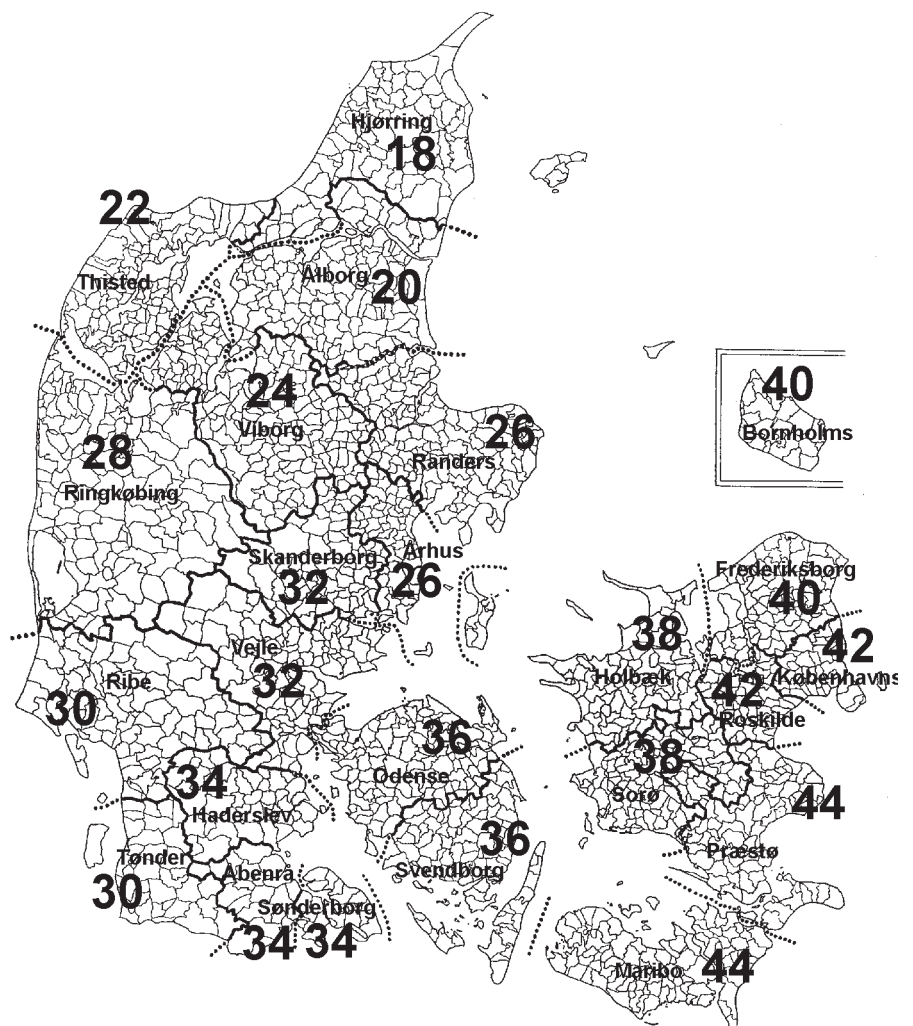 Hjørring
18
22
Thisted
Ålborg
20
24
Viborg
26
Randers
28
Ringkøbing
40
Bornholms
Skanderborg
32
Århus
26
Frederiksborg
40
38
Holbæk
42
Københavns
42
Roskilde
Vejle
32
Ribe
30
36
Odense
38
Sorø
44
Præstø
34
Haderslev
36
Svendborg
Tønder
30
Åbenrå
Sønderborg
34
34
Maribo
44